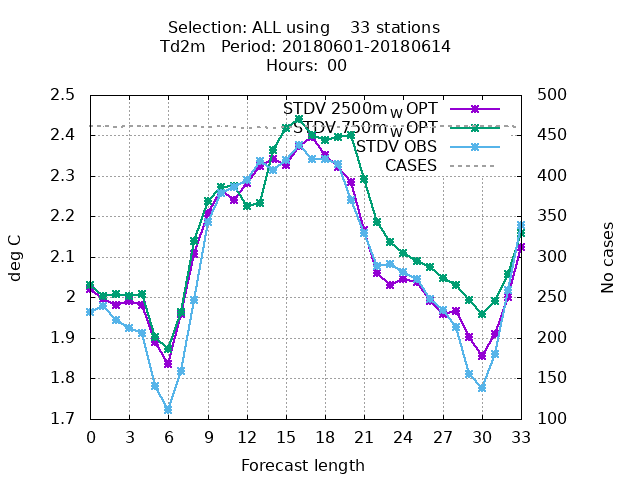 Selection: ALL using 33 stations
Td2m Period: 20180601-20180614
Hours: 00
STDV 2500m_W OPT
STDV 750m_W OPT
STDV OBS
CASES
2.5
2.4
2.3
2.2
2.1
2
1.9
1.8
1.7
deg C
500
450
400
350
300
250
200
150
100
No cases
0 3 6 9 12 15 18 21 24 27 30 33
Forecast length